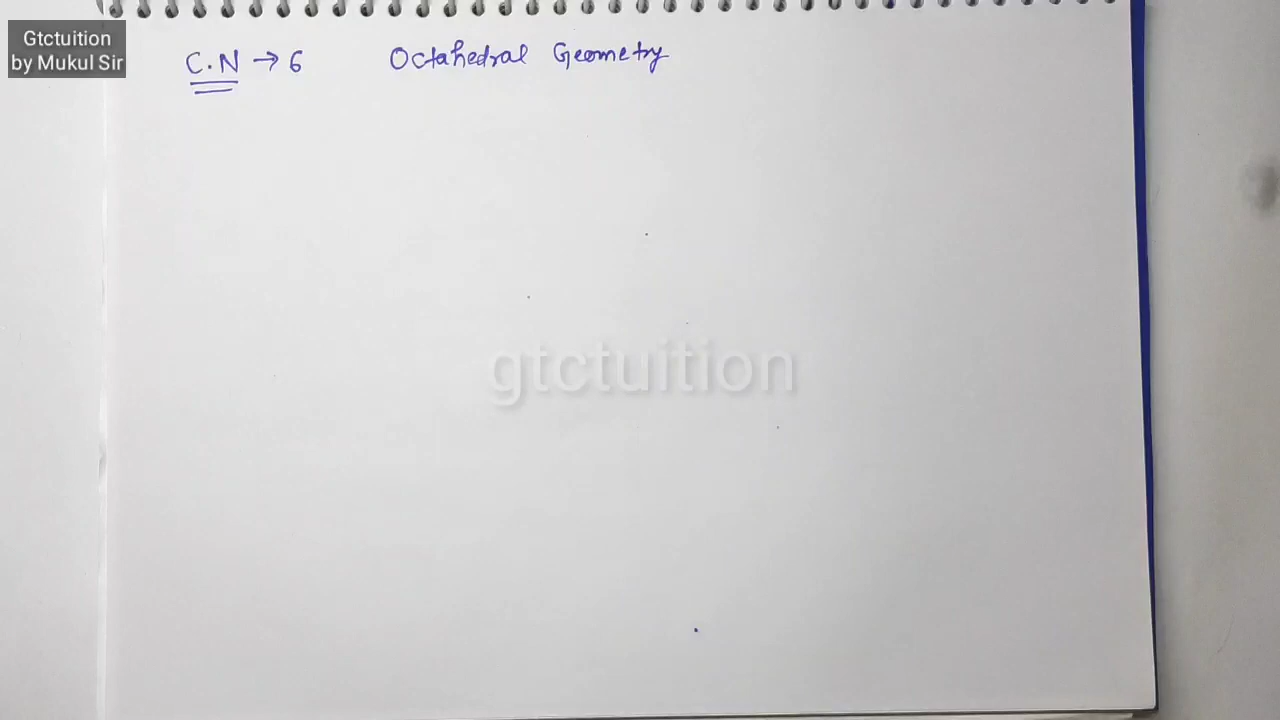 Gtctuition
by Mukul Sir
C.N → 6 Octahedral Geometry
gtctuition